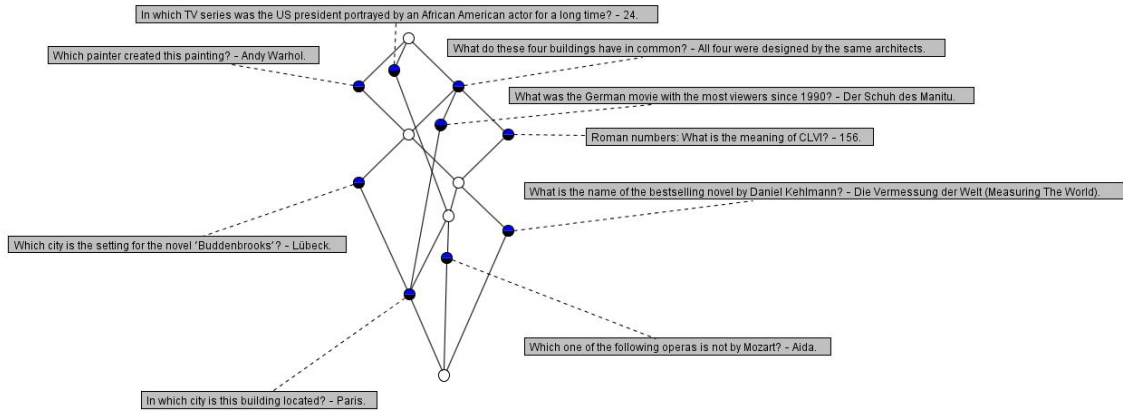 In which TV series was the US president portrayed by an African American actor for a long time? - 24.
Which painter created this painting? - Andy Warhol.
What do these four buildings have in common? - All four were designed by the same architects.
What was the German movie with the most viewers since 1990? - Der Schuh des Manitu.
Roman numbers: What is the meaning of CLVI? - 156.
What is the name of the bestselling novel by Daniel Kehlmann? - Die Vermessung der Welt (Measuring The World).
Which city is the setting for the novel 'Buddenbrooks'? - Lübeck.
Which one of the following operas is not by Mozart? - Aida.
In which city is this building located? - Paris.